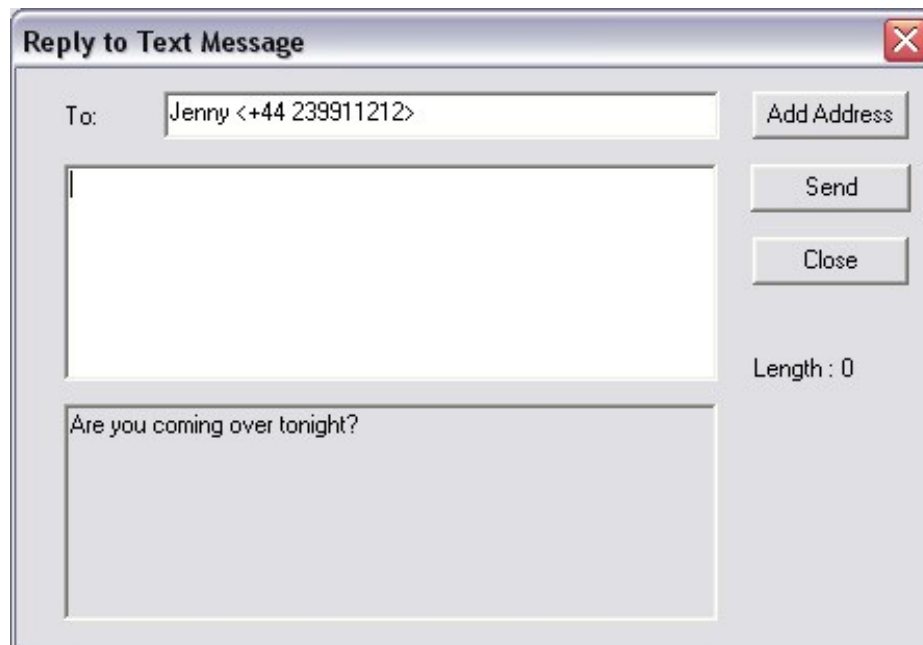 Reply to Text Message
To:
Jenny <+44 239911212>
Add Address
Send
Close
Length : 0
Are you coming over tonight?